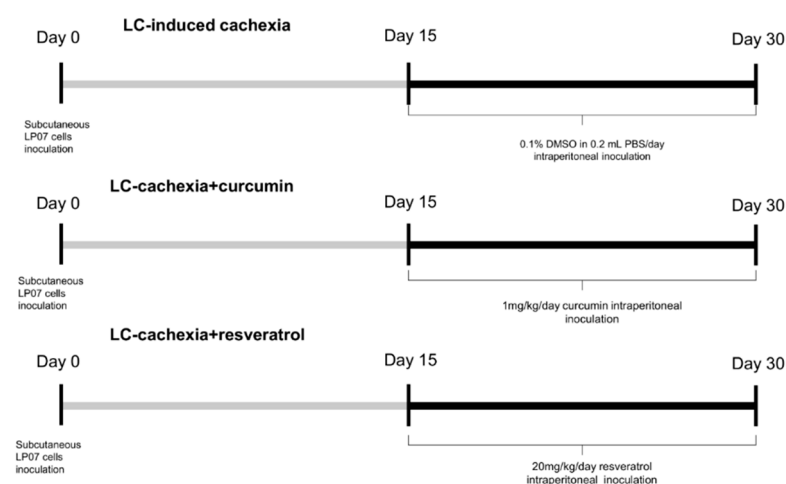 LC-induced cachexia
Day 0
Day 15
Day 30
Subcutaneous
LP07 cells
inoculation
0.1% DMSO in 0.2 mL PBS/day
intraperitoneal inoculation
LC-cachexia+curcumin
Day 0
Day 15
Day 30
Subcutaneous
LP07 cells
inoculation
1mg/kg/day curcumin intraperitoneal
inoculation
LC-cachexia+resveratrol
Day 0
Day 15
Day 30
Subcutaneous
LP07 cells
inoculation
20mg/kg/day resveratrol
intraperitoneal inoculation